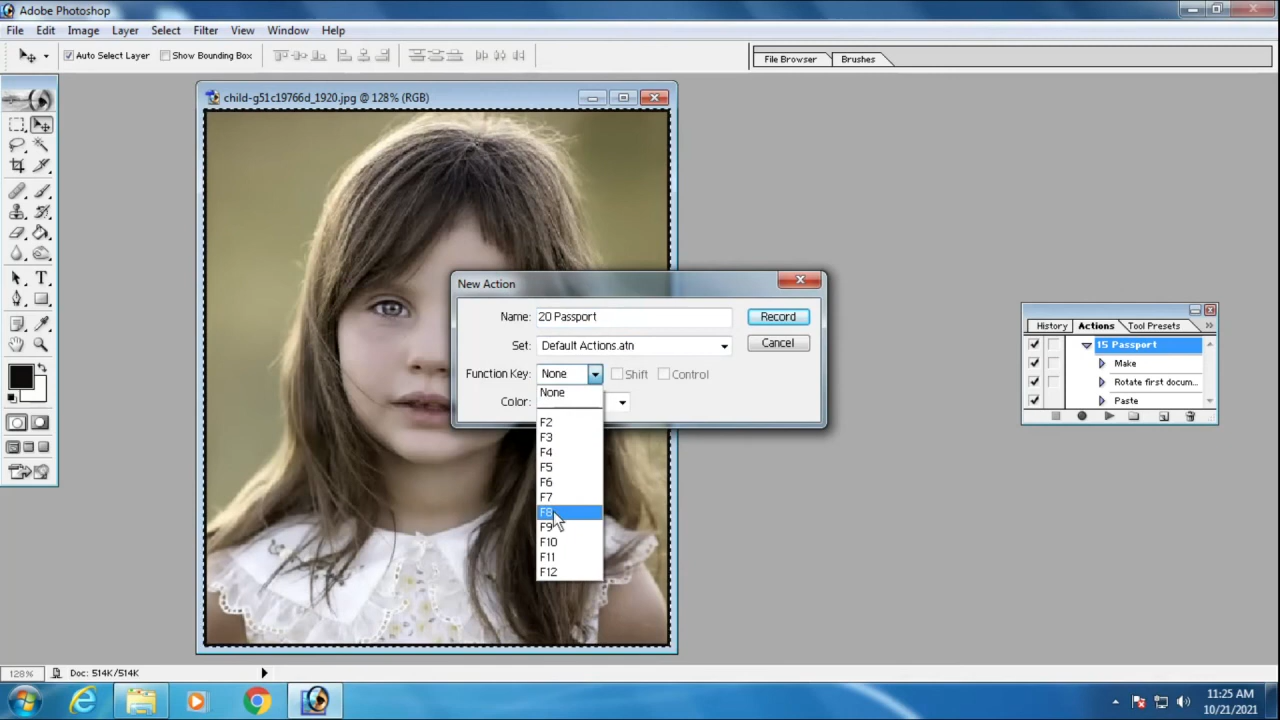 Adobe Photoshop
File Edit Image Layer Select Filter View Window Help
Auto Select Layer Show Bounding Box
File Browser Brushes
child-g51c19766d_1920.jpg @ 128% (RGB)
New Action
Name: 20 Passport
Record
Set: Default Actions.atn
Cancel
Function Key: None
Shift Control
None
Color:
F2
F3
F4
F5
F6
F7
F8
F9
F10
F11
F12
History Actions Tool Presets
15 Passport
Make
Rotate first docum...
Paste
128% Doc: 514K/514K
11:25 AM
10/21/2021